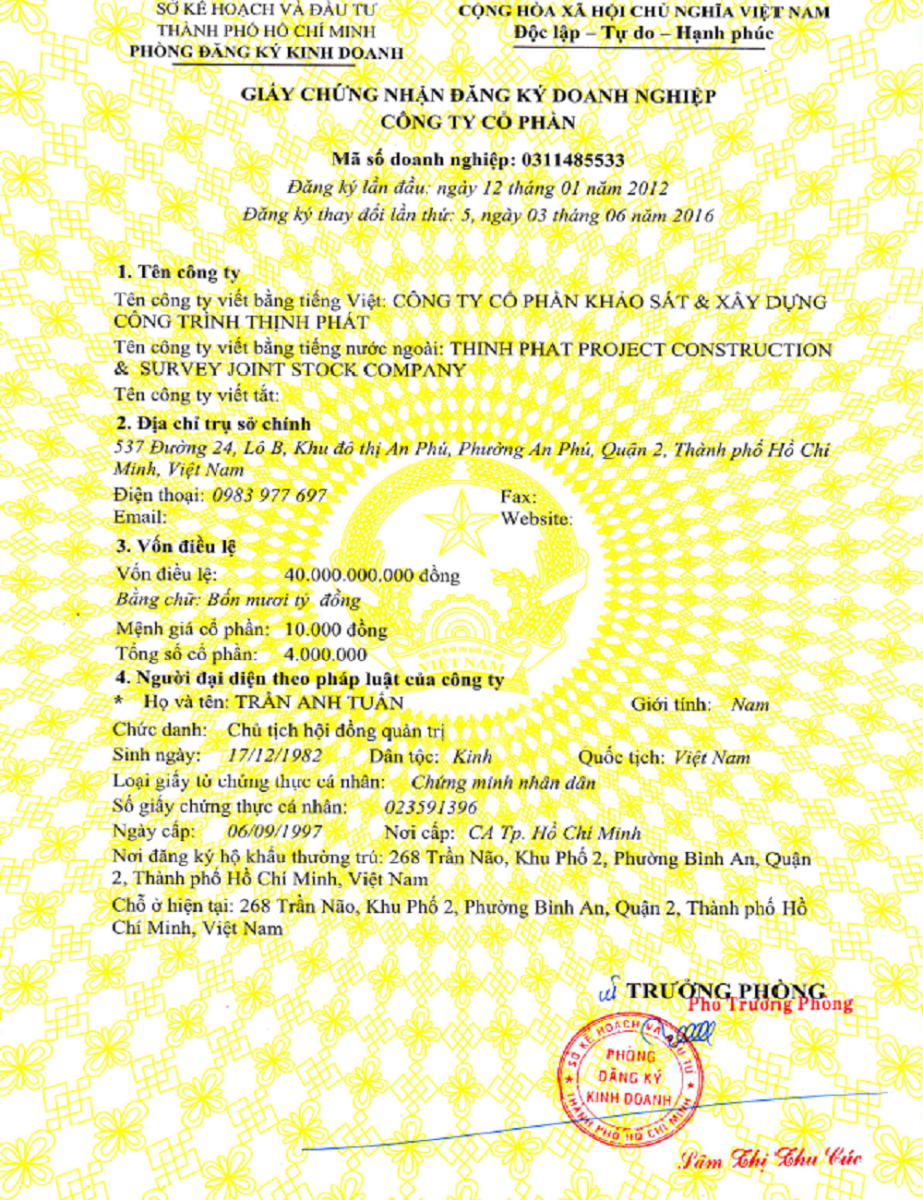 SỞ KẾ HOẠCH VÀ ĐẦU TƯ
THÀNH PHỐ HỒ CHÍ MINH
PHÒNG ĐĂNG KÝ KINH DOANH
CỘNG HÒA XÃ HỘI CHỦ NGHĨA VIỆT NAM
Độc lập – Tự do – Hạnh phúc
GIẤY CHỨNG NHẬN ĐĂNG KÝ DOANH NGHIỆP
CÔNG TY CỔ PHẦN
Mã số doanh nghiệp: 0311485533
Đăng ký lần đầu: ngày 12 tháng 01 năm 2012
Đăng ký thay đổi lần thứ: 5, ngày 03 tháng 06 năm 2016
1. Tên công ty
Tên công ty viết bằng tiếng Việt: CÔNG TY CỔ PHẦN KHẢO SÁT & XÂY DỰNG
CÔNG TRÌNH THỊNH PHÁT
Tên công ty viết bằng tiếng nước ngoài: THINH PHAT PROJECT CONSTRUCTION
& SURVEY JOINT STOCK COMPANY
Tên công ty viết tắt:
2. Địa chỉ trụ sở chính
537 Đường 24, Lô B, Khu đô thị An Phú, Phường An Phú, Quận 2, Thành phố Hồ Chí
Minh, Việt Nam
Điện thoại: 0983 977 697 Fax:
Email: Website:
3. Vốn điều lệ
Vốn điều lệ: 40.000.000.000 đồng
Bằng chữ: Bốn mươi tỷ đồng
Mệnh giá cổ phần: 10.000 đồng
Tổng số cổ phần: 4.000.000
VIỆT NAM
4. Người đại diện theo pháp luật của công ty
* Họ và tên: TRẦN ANH TUẤN Giới tính: Nam
Chức danh: Chủ tịch hội đồng quản trị
Sinh ngày: 17/12/1982 Dân tộc: Kinh Quốc tịch: Việt Nam
Loại giấy tờ chứng thực cá nhân: Chứng minh nhân dân
Số giấy chứng thực cá nhân: 023591396
Ngày cấp: 06/09/1997 Nơi cấp: CA Tp. Hồ Chí Minh
Nơi đăng ký hộ khẩu thường trú: 268 Trần Não, Khu Phố 2, Phường Bình An, Quận
2, Thành phố Hồ Chí Minh, Việt Nam
Chỗ ở hiện tại: 268 Trần Não, Khu Phố 2, Phường Bình An, Quận 2, Thành phố Hồ
Chí Minh, Việt Nam
TRƯỞNG PHÒNG
Phó Trưởng Phòng
SỞ KẾ HOẠCH VÀ ĐẦU TƯ
PHÒNG
ĐĂNG KÝ
KINH DOANH
THÀNH PHỐ HỒ CHÍ MINH
Lâm Thị Thu Cúc